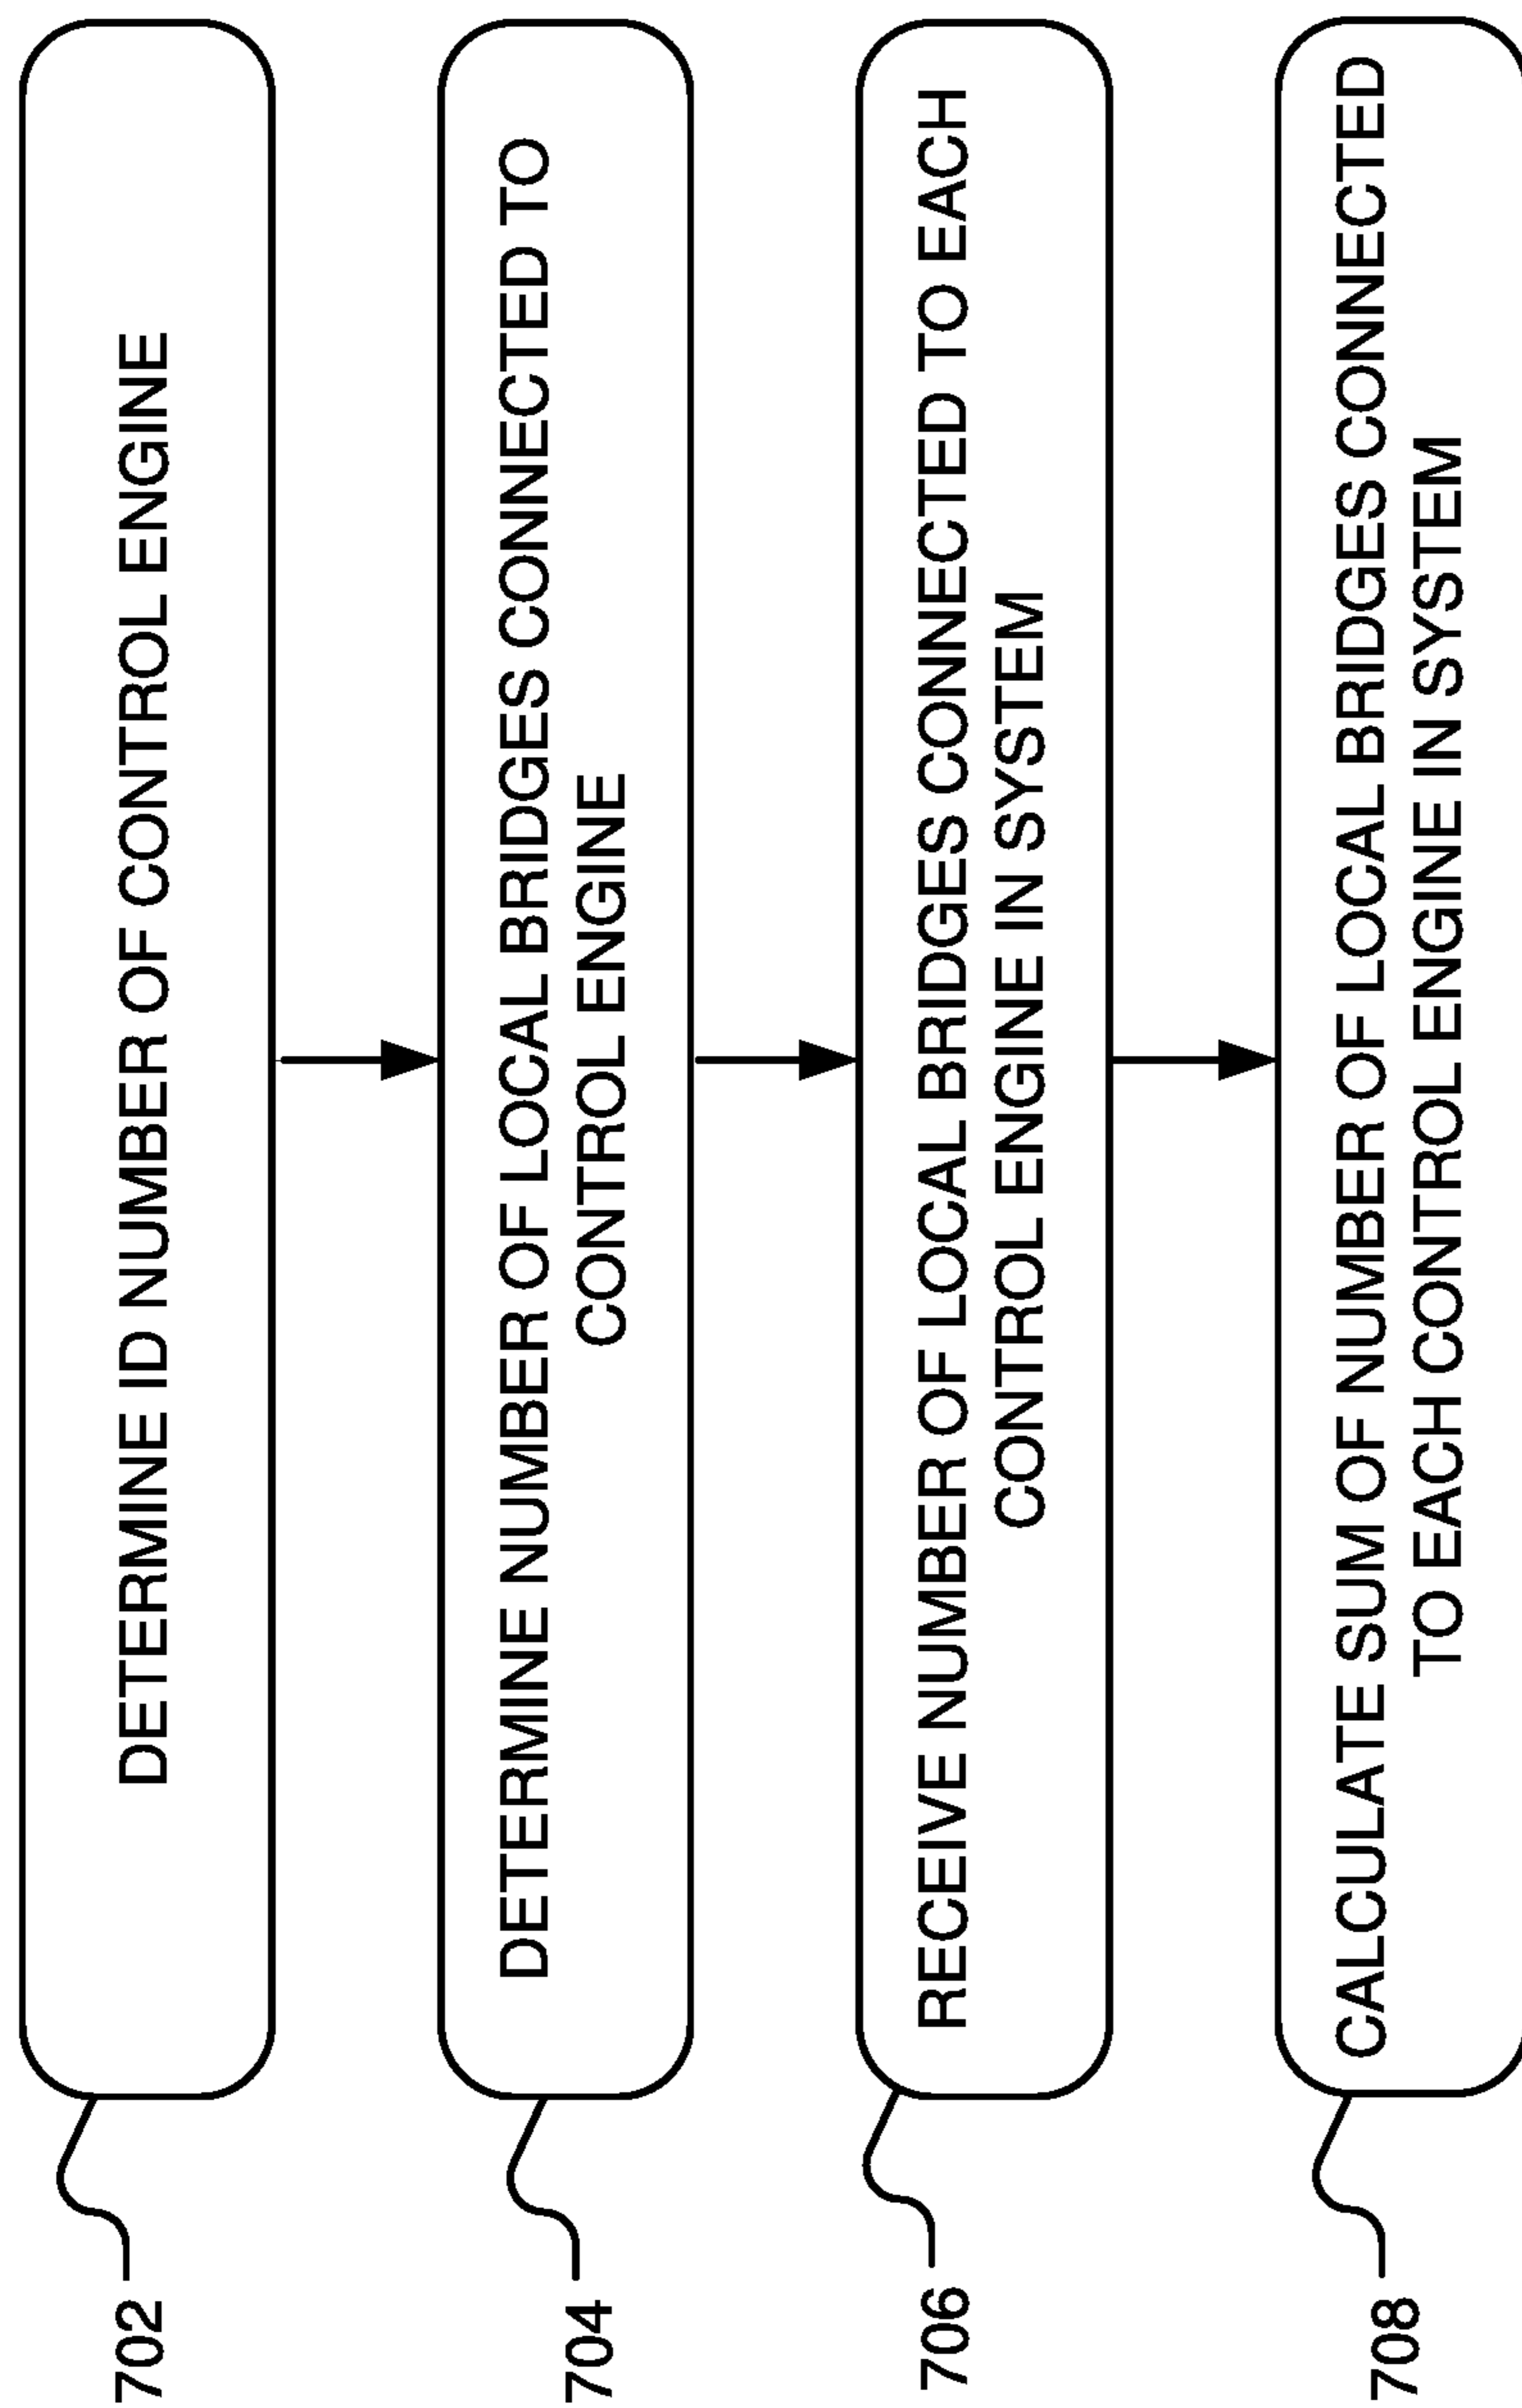 702
DETERMINE ID NUMBER OF CONTROL ENGINE
704
DETERMINE NUMBER OF LOCAL BRIDGES CONNECTED TO
CONTROL ENGINE
706
RECEIVE NUMBER OF LOCAL BRIDGES CONNECTED TO EACH
CONTROL ENGINE IN SYSTEM
708
CALCULATE SUM OF NUMBER OF LOCAL BRIDGES CONNECTED
TO EACH CONTROL ENGINE IN SYSTEM